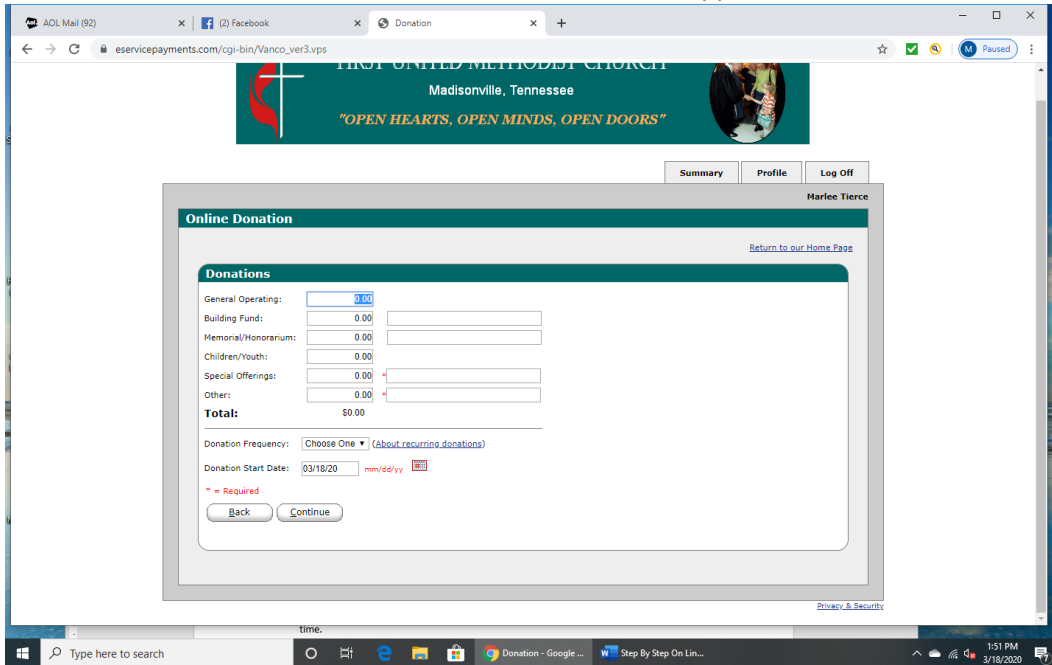 AOL Mail (92)
(2) Facebook
Donation
eservicepayments.com/cgi-bin/Vanco_ver3.vps
M Paused
FIRST UNITED METHODIST CHURCH
Madisonville, Tennessee
"OPEN HEARTS, OPEN MINDS, OPEN DOORS"
Summary Profile Log Off
Marlee Tierce
Online Donation
Return to our Home Page
Donations
General Operating: 0.00
Building Fund: 0.00
Memorial/Honorarium: 0.00
Children/Youth: 0.00
Special Offerings: 0.00 *
Other: 0.00 *
Total: $0.00
Donation Frequency: Choose One (About recurring donations)
Donation Start Date: 03/18/20 mm/dd/yy
* = Required
Back Continue
Privacy & Security
time.
Type here to search
Donation - Google ...
Step By Step On Lin...
1:51 PM
3/18/2020